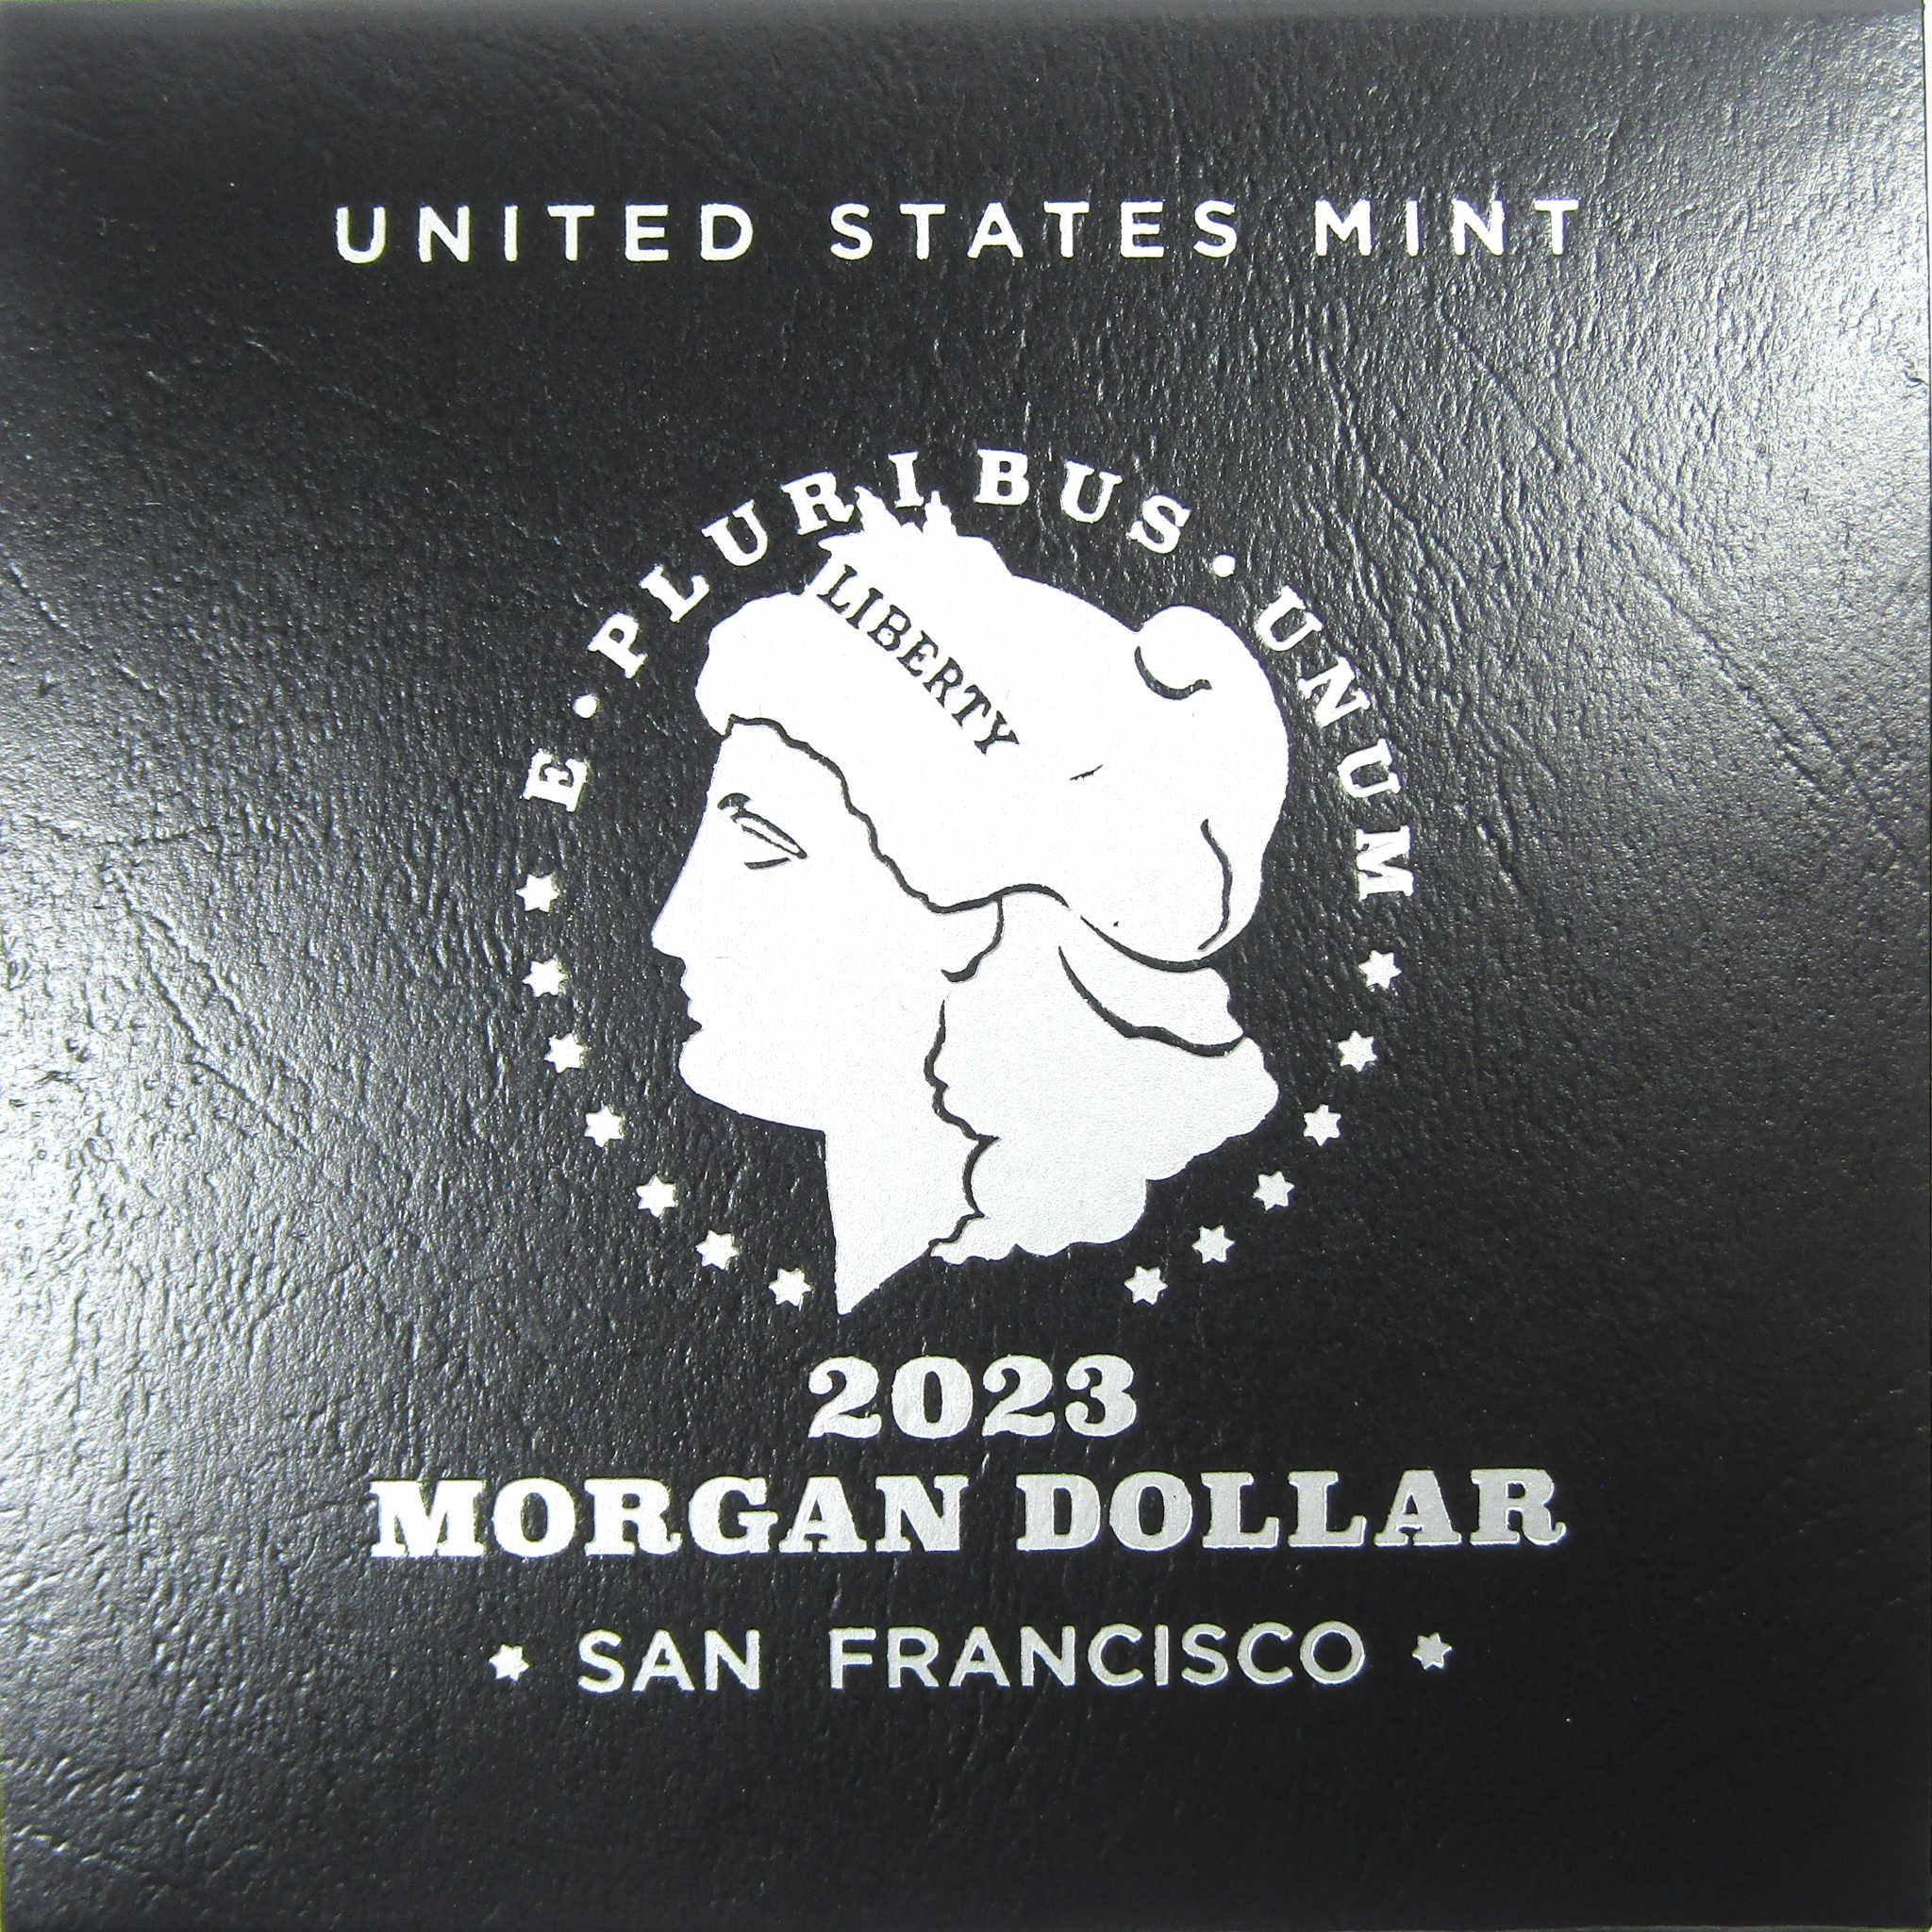 UNITED STATES MINT
E·PLURIBUS·UNUM
LIBERTY
2023
MORGAN DOLLAR
SAN FRANCISCO